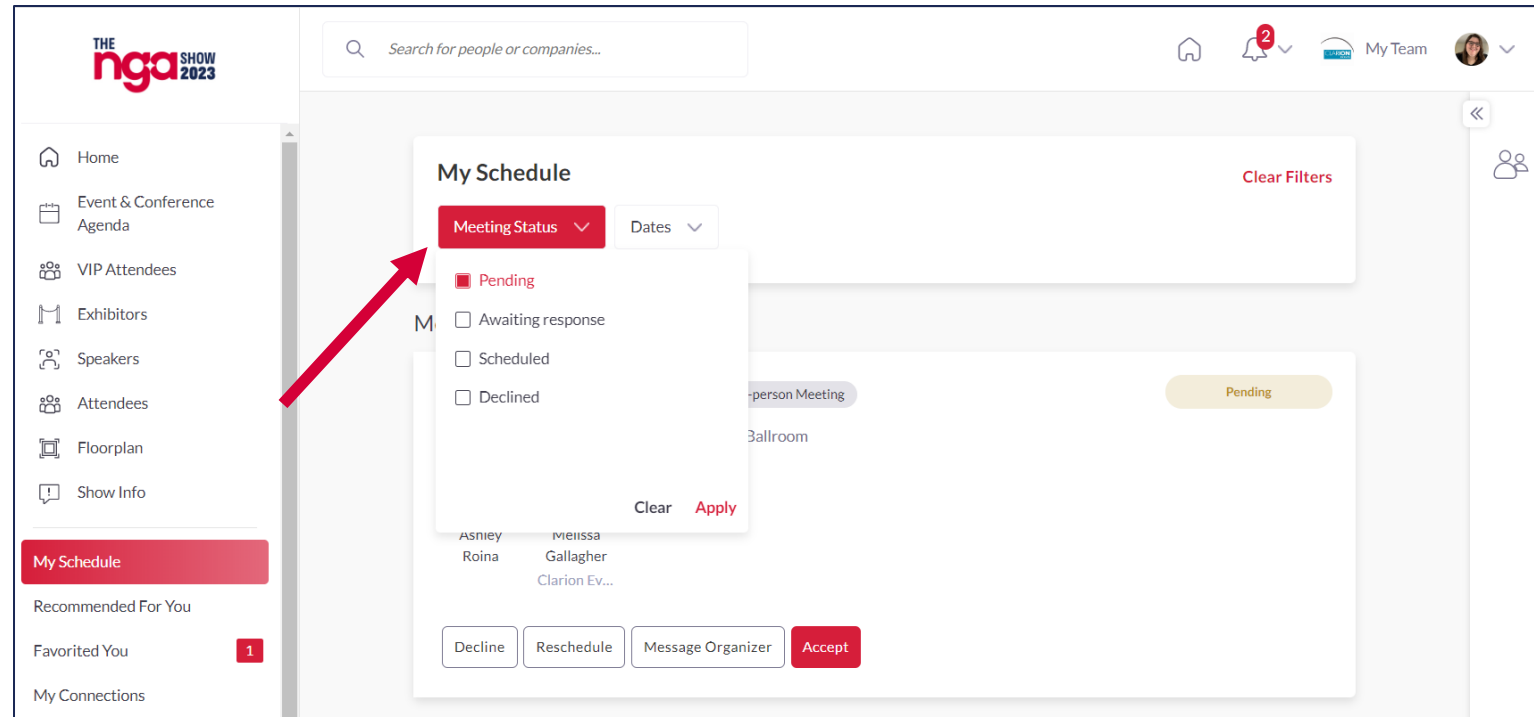 THE
nga SHOW
2023
Search for people or companies...
2
CLARION
My Team
Home
Event & Conference
Agenda
VIP Attendees
Exhibitors
Speakers
Attendees
Floorplan
Show Info
My Schedule
Recommended For You
Favorited You 1
My Connections
My Schedule
Clear Filters
Meeting Status
Dates
Pending
Awaiting response
Scheduled
Declined
Clear Apply
-person Meeting
Pending
Ballroom
Ashley
Roina
Melissa
Gallagher
Clarion Ev...
Decline
Reschedule
Message Organizer
Accept